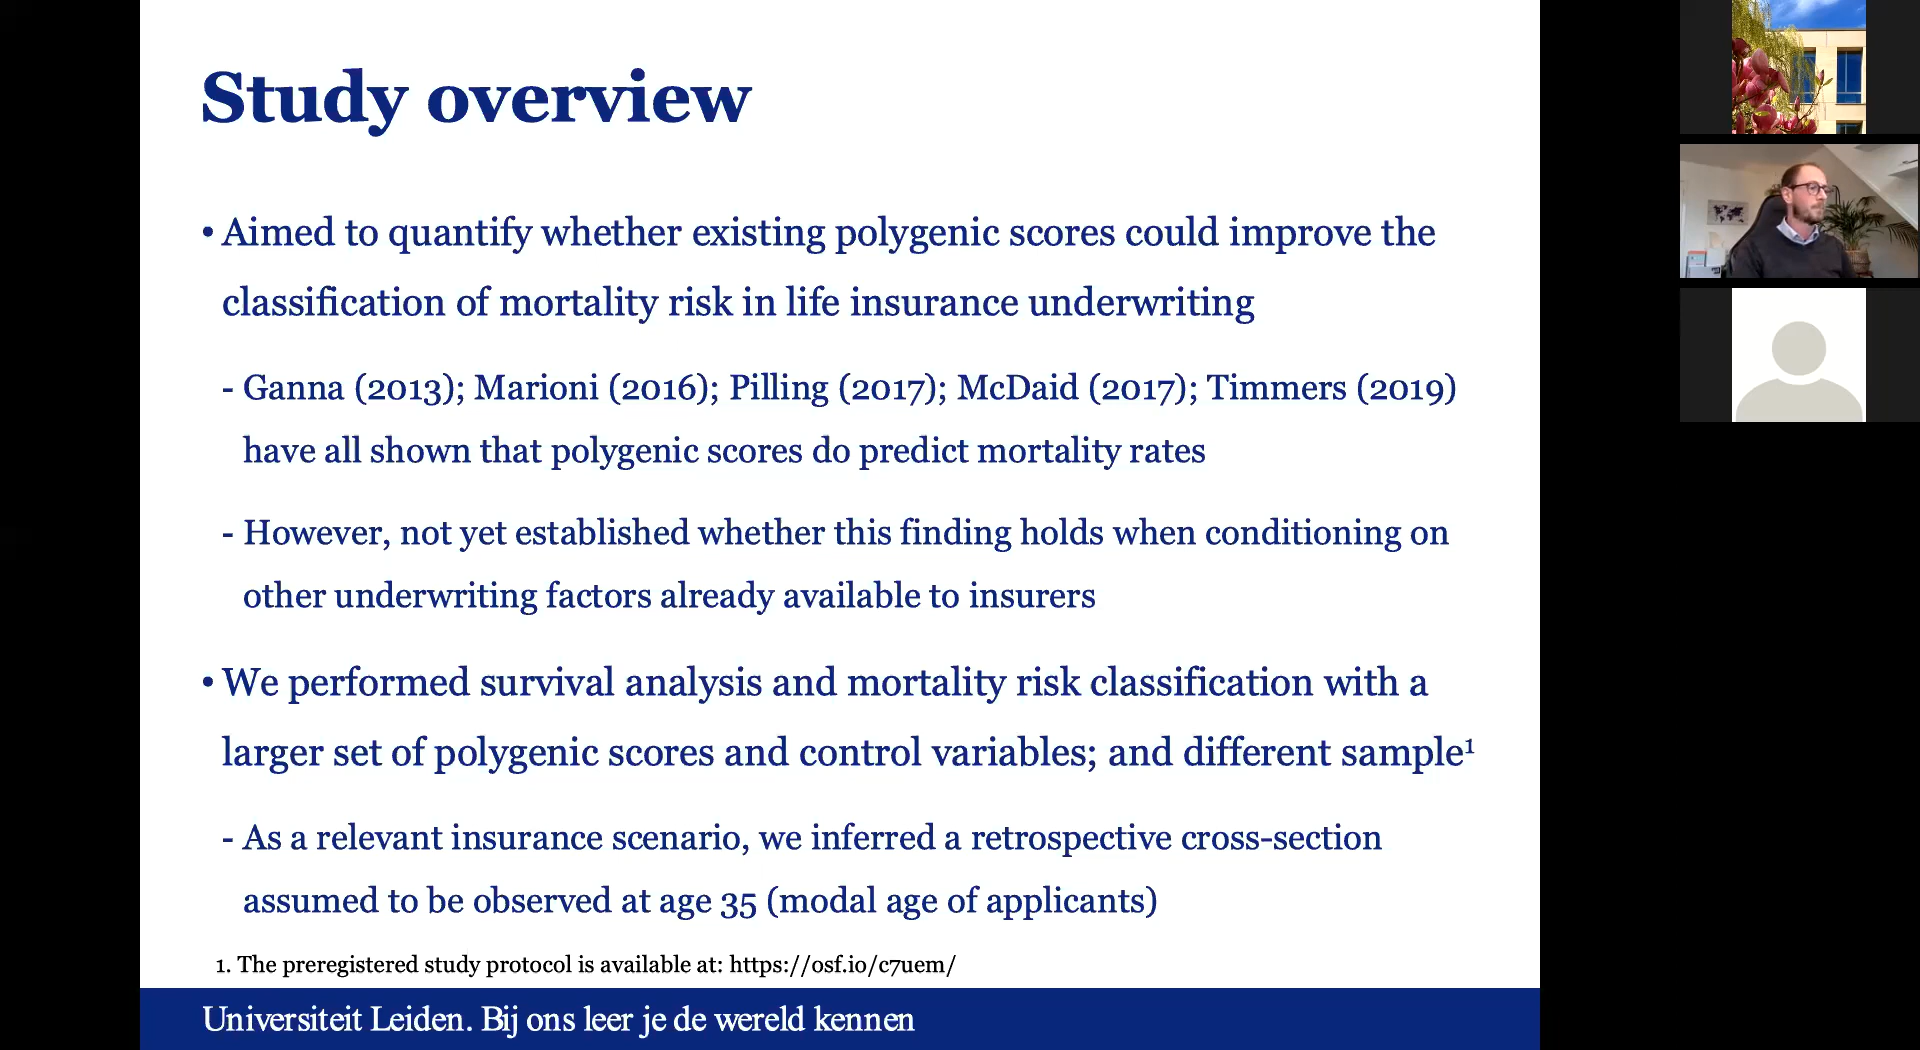 Study overview
• Aimed to quantify whether existing polygenic scores could improve the
classification of mortality risk in life insurance underwriting
- Ganna (2013); Marioni (2016); Pilling (2017); McDaid (2017); Timmers (2019)
have all shown that polygenic scores do predict mortality rates
- However, not yet established whether this finding holds when conditioning on
other underwriting factors already available to insurers
• We performed survival analysis and mortality risk classification with a
larger set of polygenic scores and control variables; and different sample¹
- As a relevant insurance scenario, we inferred a retrospective cross-section
assumed to be observed at age 35 (modal age of applicants)
1. The preregistered study protocol is available at: https://osf.io/c7uem/
Universiteit Leiden. Bij ons leer je de wereld kennen